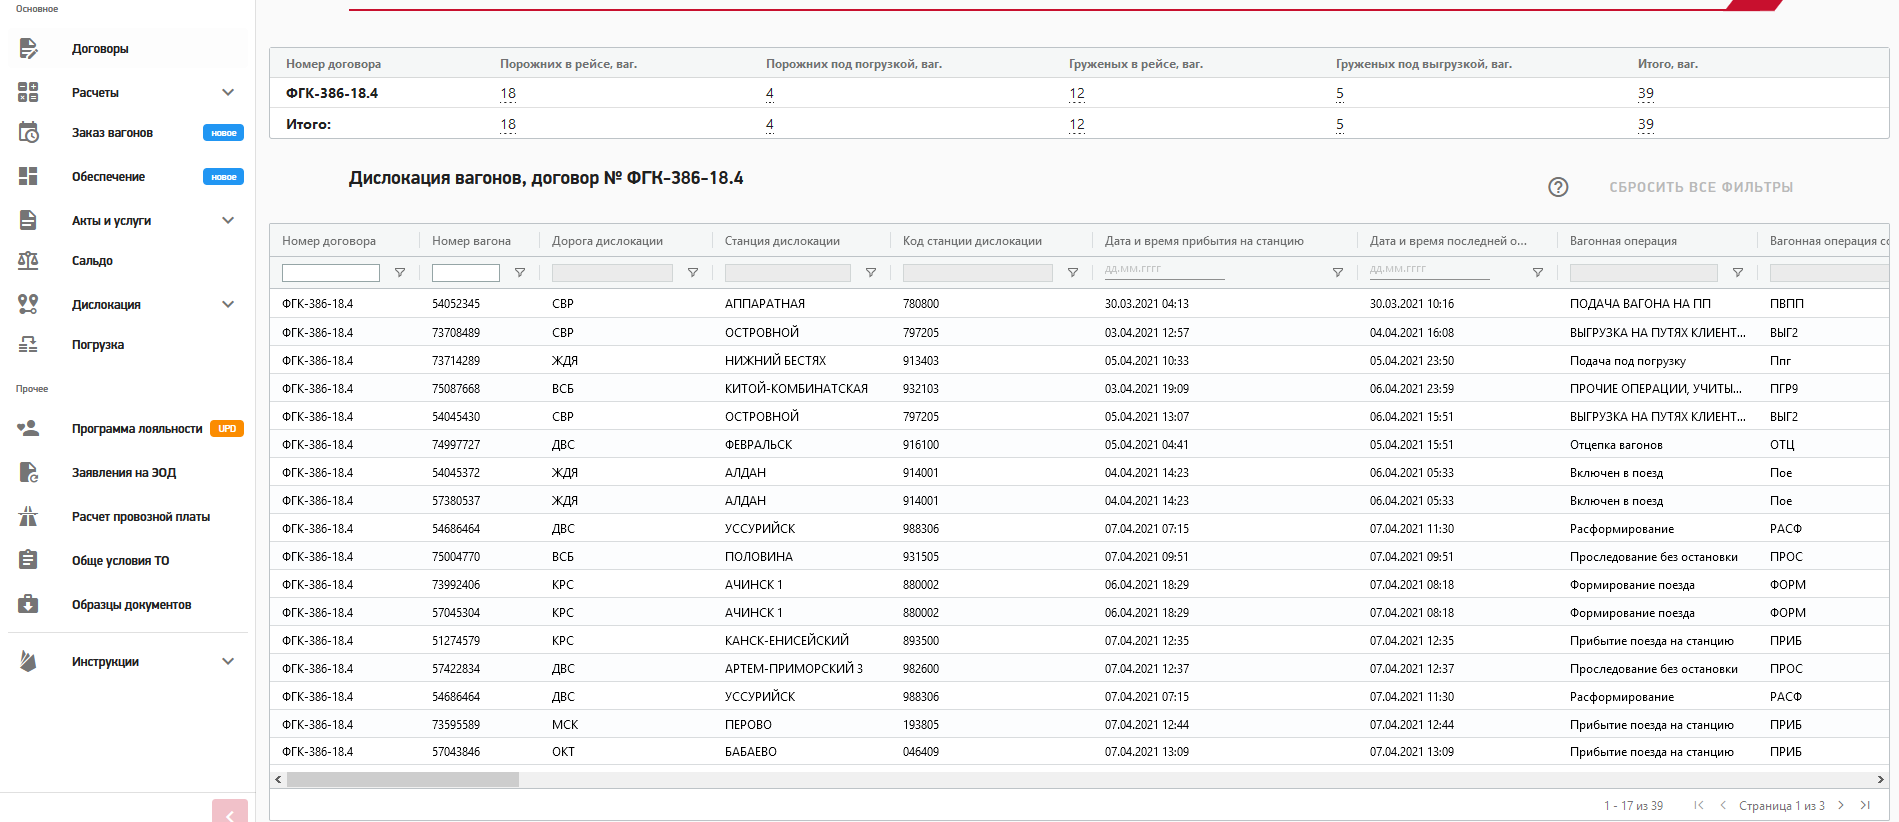 Основное
Договоры
Расчеты
Заказ вагонов новое
Обеспечение новое
Акты и услуги
Сальдо
Дислокация
Погрузка
Прочее
Программа лояльности UPD
Заявления на ЭОД
Расчет провозной платы
Обще условия ТО
Образцы документов
Инструкции
Номер договора Порожних в рейсе, ваг. Порожних под погрузкой, ваг. Груженых в рейсе, ваг. Груженых под выгрузкой, ваг. Итого, ваг.
ФГК-386-18.4 18 4 12 5 39
Итого: 18 4 12 5 39
Дислокация вагонов, договор № ФГК-386-18.4
СБРОСИТЬ ВСЕ ФИЛЬТРЫ
Номер договора Номер вагона Дорога дислокации Станция дислокации Код станции дислокации Дата и время прибытия на станцию Дата и время последней о... Вагонная операция Вагонная операция со
дд.мм.гггг дд.мм.гггг
ФГК-386-18.4 54052345 СВР АППАРАТНАЯ 780800 30.03.2021 04:13 30.03.2021 10:16 ПОДАЧА ВАГОНА НА ПП ПВПП
ФГК-386-18.4 73708489 СВР ОСТРОВНОЙ 797205 03.04.2021 12:57 04.04.2021 16:08 ВЫГРУЗКА НА ПУТЯХ КЛИЕНТ... ВЫГ2
ФГК-386-18.4 73714289 ЖДЯ НИЖНИЙ БЕСТЯХ 913403 05.04.2021 10:33 05.04.2021 23:50 Подача под погрузку Ппг
ФГК-386-18.4 75087668 ВСБ КИТОЙ-КОМБИНАТСКАЯ 932103 03.04.2021 19:09 06.04.2021 23:59 ПРОЧИЕ ОПЕРАЦИИ, УЧИТЫ... ПГР9
ФГК-386-18.4 54045430 СВР ОСТРОВНОЙ 797205 05.04.2021 13:07 06.04.2021 15:51 ВЫГРУЗКА НА ПУТЯХ КЛИЕНТ... ВЫГ2
ФГК-386-18.4 74997727 ДВС ФЕВРАЛЬСК 916100 05.04.2021 04:41 05.04.2021 15:51 Отцепка вагонов ОТЦ
ФГК-386-18.4 54045372 ЖДЯ АЛДАН 914001 04.04.2021 14:23 06.04.2021 05:33 Включен в поезд Пое
ФГК-386-18.4 57380537 ЖДЯ АЛДАН 914001 04.04.2021 14:23 06.04.2021 05:33 Включен в поезд Пое
ФГК-386-18.4 54686464 ДВС УССУРИЙСК 988306 07.04.2021 07:15 07.04.2021 11:30 Расформирование РАСФ
ФГК-386-18.4 75004770 ВСБ ПОЛОВИНА 931505 07.04.2021 09:51 07.04.2021 09:51 Проследование без остановки ПРОС
ФГК-386-18.4 73992406 КРС АЧИНСК 1 880002 06.04.2021 18:29 07.04.2021 08:18 Формирование поезда ФОРМ
ФГК-386-18.4 57045304 КРС АЧИНСК 1 880002 06.04.2021 18:29 07.04.2021 08:18 Формирование поезда ФОРМ
ФГК-386-18.4 51274579 КРС КАНСК-ЕНИСЕЙСКИЙ 893500 07.04.2021 12:35 07.04.2021 12:35 Прибытие поезда на станцию ПРИБ
ФГК-386-18.4 57422834 ДВС АРТЕМ-ПРИМОРСКИЙ 3 982600 07.04.2021 12:37 07.04.2021 12:37 Проследование без остановки ПРОС
ФГК-386-18.4 54686464 ДВС УССУРИЙСК 988306 07.04.2021 07:15 07.04.2021 11:30 Расформирование РАСФ
ФГК-386-18.4 73595589 МСК ПЕРОВО 193805 07.04.2021 12:44 07.04.2021 12:44 Прибытие поезда на станцию ПРИБ
ФГК-386-18.4 57043846 ОКТ БАБАЕВО 046409 07.04.2021 13:09 07.04.2021 13:09 Прибытие поезда на станцию ПРИБ
1 - 17 из 39 Страница 1 из 3